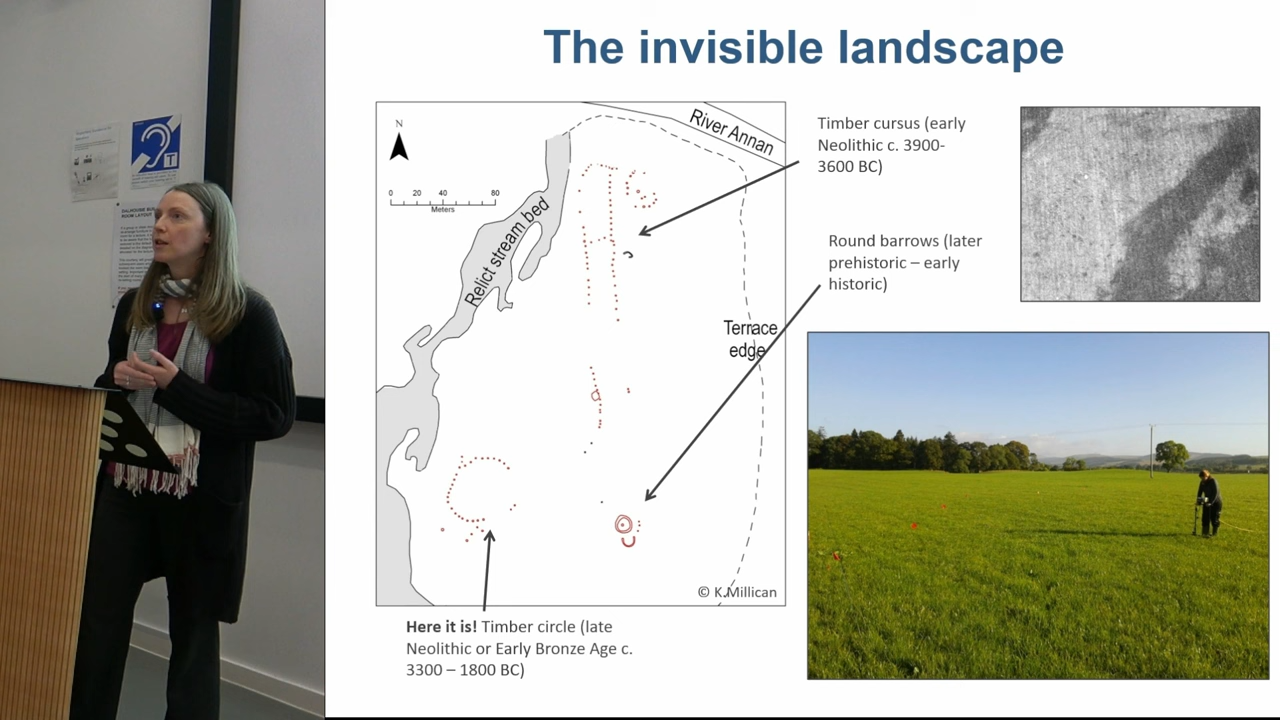 The invisible landscape
N
0 20 40 80
Meters
River Annan
Relict stream bed
Terrace
edge
© K.Millican
Timber cursus (early
Neolithic c. 3900-
3600 BC)
Round barrows (later
prehistoric – early
historic)
Here it is! Timber circle (late
Neolithic or Early Bronze Age c.
3300 – 1800 BC)
T